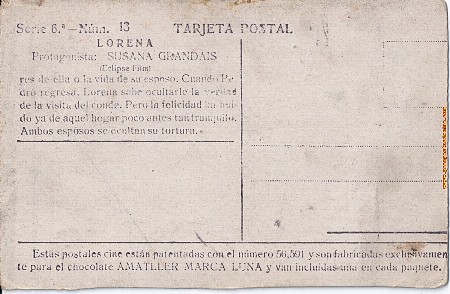 Serie 6.ª—Núm. 13 TARJETA POSTAL
LORENA
Protagonista: SUSANA GRANDAIS
(Eclipse Film)
res de ella o la vida de su esposo. Cuando Pe-
dro regresa, Lorena sabe ocultarle la verdad
de la visita del conde. Pero la felicidad ha hui-
do ya de aquel hogar poco antes tan tranquilo.
Ambos esposos se ocultan su tortura.
Estas postales cine están patentadas con el número 56,591 y son fabricadas exclusivamen-
te para el chocolate AMATLLER MARCA LUNA y van incluidas una en cada paquete.